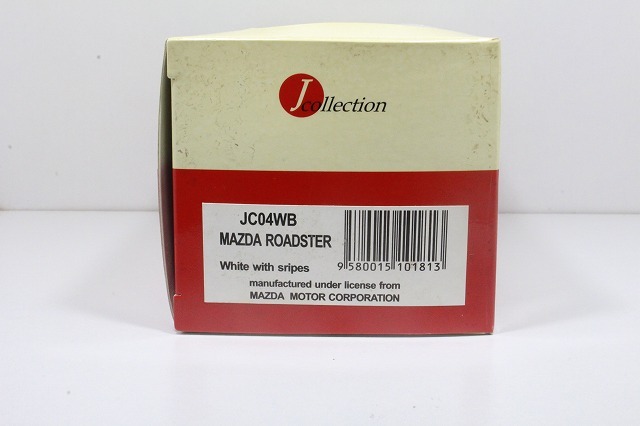 J collection
JC04WB
MAZDA ROADSTER
White with sripes
9 580015 101813
manufactured under license from
MAZDA MOTOR CORPORATION